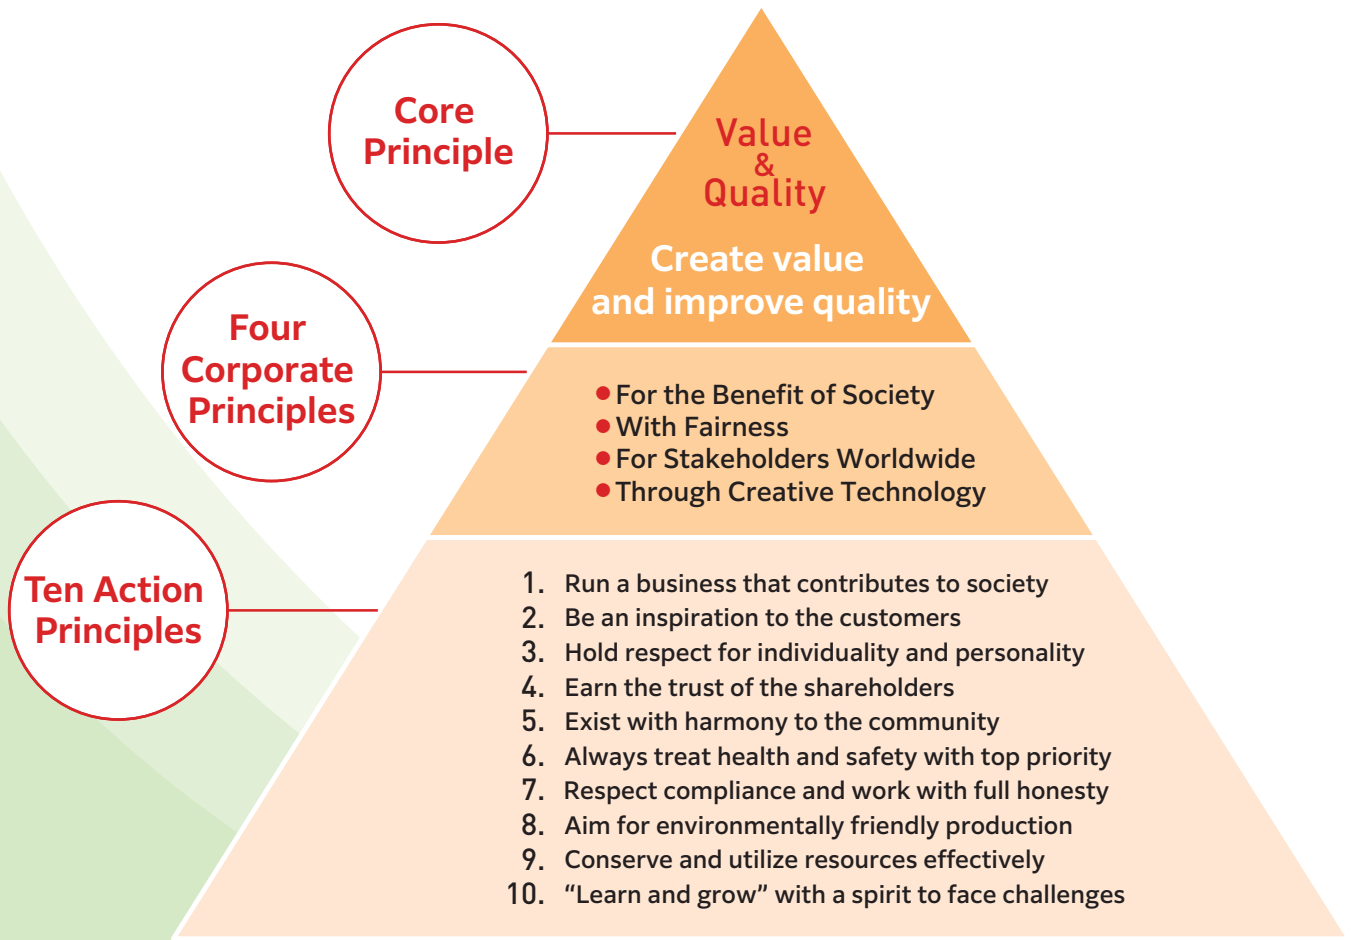 Core
Principle
Value
&
Quality
Create value
and improve quality
Four
Corporate
Principles
● For the Benefit of Society
● With Fairness
● For Stakeholders Worldwide
● Through Creative Technology
Ten Action
Principles
1. Run a business that contributes to society
2. Be an inspiration to the customers
3. Hold respect for individuality and personality
4. Earn the trust of the shareholders
5. Exist with harmony to the community
6. Always treat health and safety with top priority
7. Respect compliance and work with full honesty
8. Aim for environmentally friendly production
9. Conserve and utilize resources effectively
10. “Learn and grow” with a spirit to face challenges